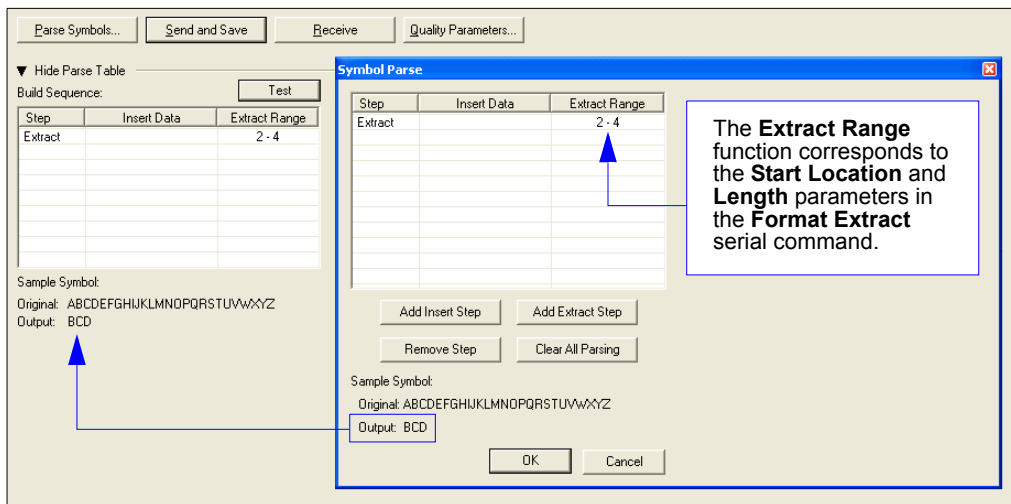 Parse Symbols...
Send and Save
Receive
Quality Parameters...
▼ Hide Parse Table
Build Sequence:
Test
Step Insert Data Extract Range
Extract 2 - 4
Sample Symbol:
Original: ABCDEFGHIJKLMNOPQRSTUVWXYZ
Output: BCD
Symbol Parse
Step Insert Data Extract Range
Extract 2 - 4
Add Insert Step
Add Extract Step
Remove Step
Clear All Parsing
Sample Symbol:
Original: ABCDEFGHIJKLMNOPQRSTUVWXYZ
Output: BCD
OK
Cancel
The Extract Range
function corresponds to
the Start Location and
Length parameters in
the Format Extract
serial command.